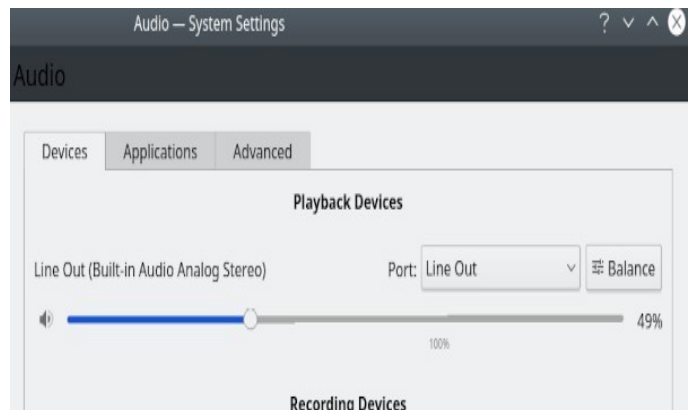 Audio — System Settings
Audio
Devices Applications Advanced
Playback Devices
Line Out (Built-in Audio Analog Stereo) Port: Line Out Balance
49%
100%
Recording Devices